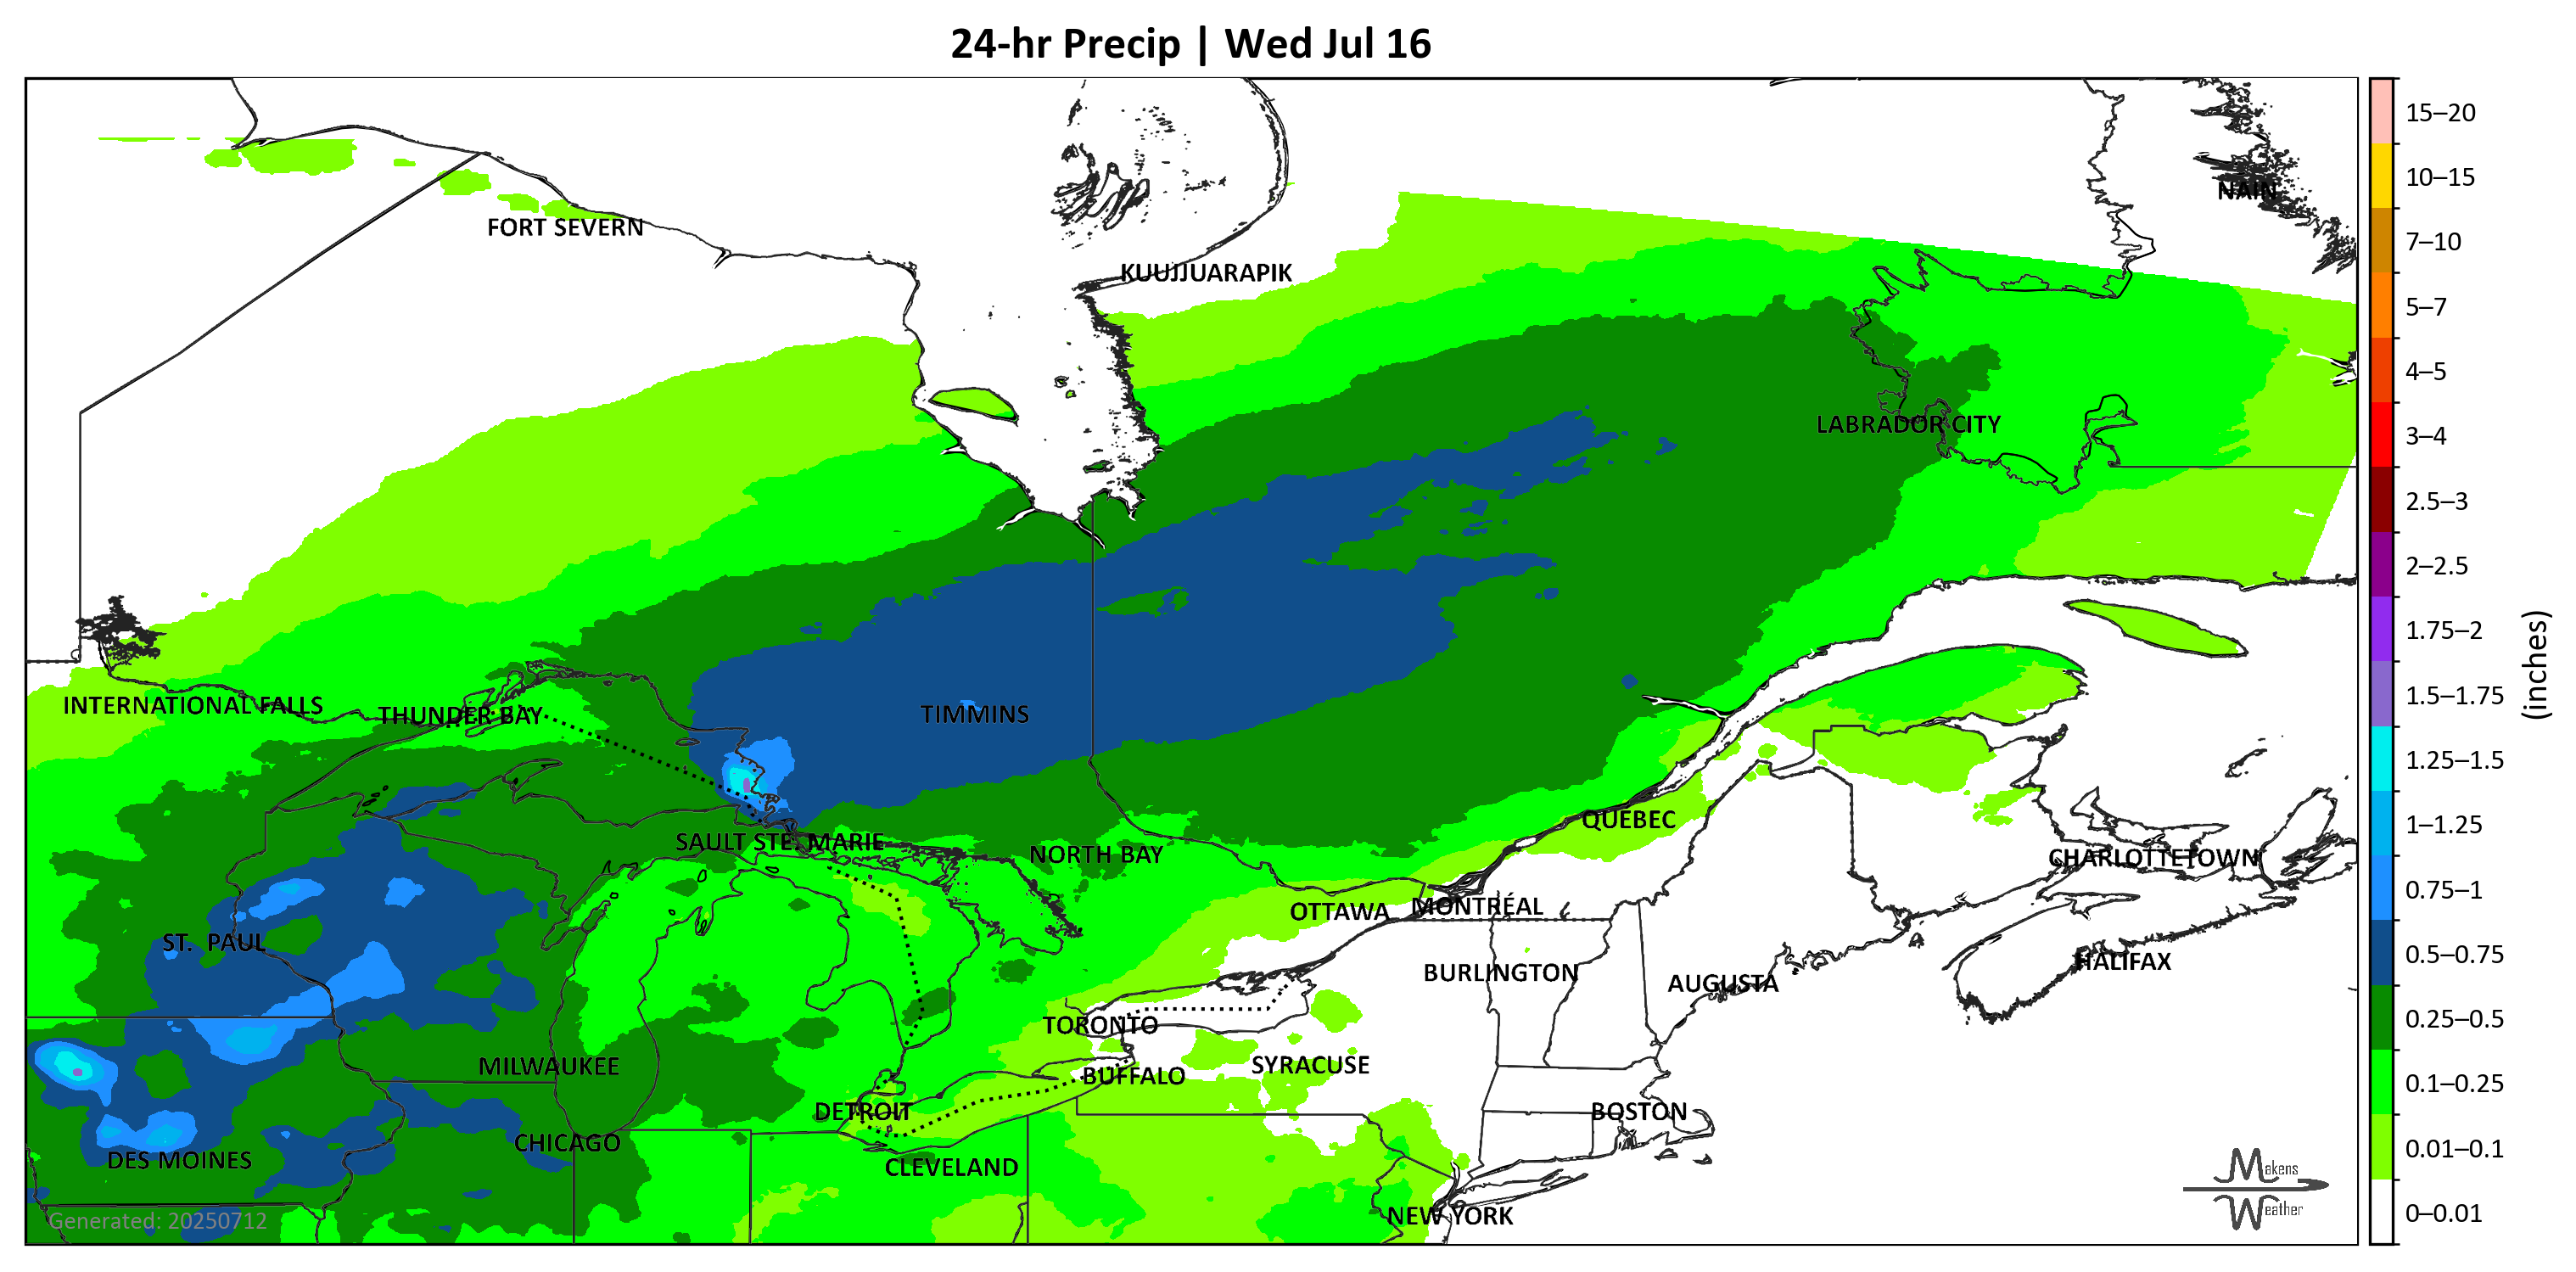 24-hr Precip | Wed Jul 16
NAIN
FORT SEVERN
KUUJJUARAPIK
LABRADOR CITY
INTERNATIONAL FALLS
THUNDER BAY
TIMMINS
SAULT STE. MARIE
NORTH BAY
QUÉBEC
CHARLOTTETOWN
OTTAWA
MONTRÉAL
ST. PAUL
BURLINGTON
AUGUSTA
HALIFAX
TORONTO
MILWAUKEE
BUFFALO
SYRACUSE
DETROIT
BOSTON
CHICAGO
DES MOINES
CLEVELAND
NEW YORK
Generated: 20250712
Makens
Weather
15–20
10–15
7–10
5–7
4–5
3–4
2.5–3
2–2.5
1.75–2
1.5–1.75
1.25–1.5
1–1.25
0.75–1
0.5–0.75
0.25–0.5
0.1–0.25
0.01–0.1
0–0.01
(inches)